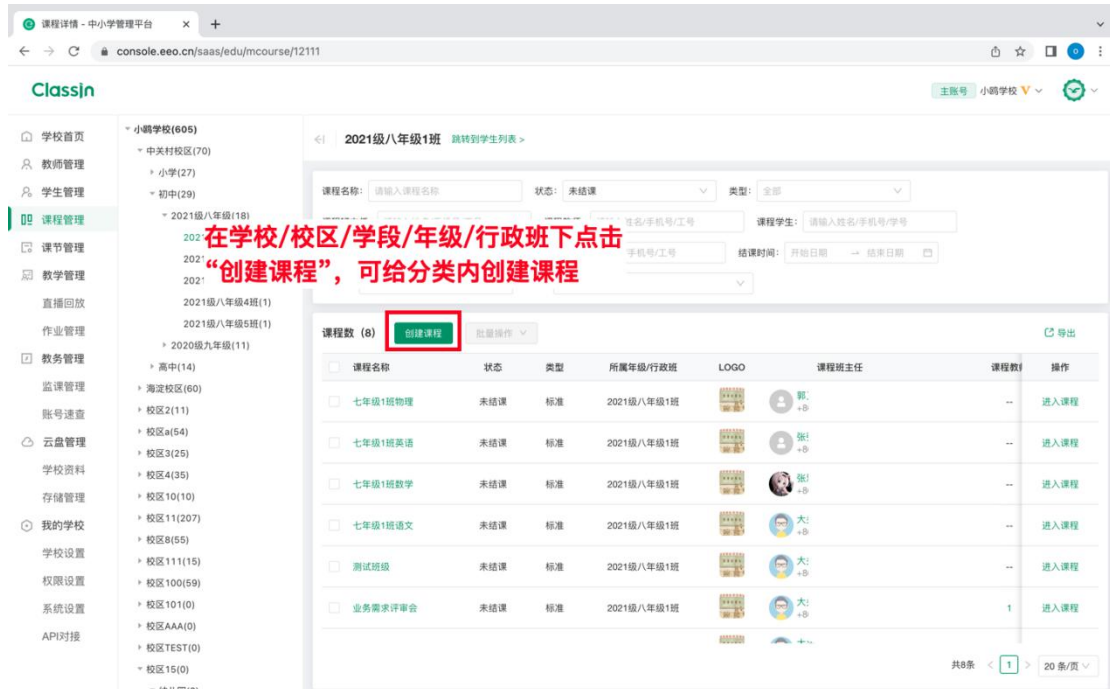 课程详情 - 中小学管理平台
console.eeo.cn/saas/edu/mcourse/12111
ClassIn
主账号 小鸥学校 V
学校首页
教师管理
学生管理
课程管理
课节管理
教学管理
直播回放
作业管理
教务管理
监课管理
账号速查
云盘管理
学校资料
存储管理
我的学校
学校设置
权限设置
系统设置
API对接
小鸥学校(605)
中关村校区(70)
小学(27)
初中(29)
2021级八年级(18)
2021
2021
2021级八年级4班(1)
2021级八年级5班(1)
2020级九年级(11)
高中(14)
海淀校区(60)
校区2(11)
校区a(54)
校区3(25)
校区4(35)
校区10(10)
校区11(207)
校区8(55)
校区111(15)
校区100(59)
校区101(0)
校区AAA(0)
校区TEST(0)
校区15(0)
2021级八年级1班 跳转到学生列表 >
课程名称: 请输入课程名称 状态: 未结课 类型: 全部
课程学生: 请输入姓名/手机号/学号
结课时间: 开始日期 → 结束日期
在学校/校区/学段/年级/行政班下点击
“创建课程”，可给分类内创建课程
课程数 (8) 创建课程 批量操作 导出
课程名称 状态 类型 所属年级/行政班 LOGO 课程班主任 课程教 操作
七年级1班物理 未结课 标准 2021级八年级1班 郭 +8 -- 进入课程
七年级1班英语 未结课 标准 2021级八年级1班 张 +8 -- 进入课程
七年级1班数学 未结课 标准 2021级八年级1班 张 +8 -- 进入课程
七年级1班语文 未结课 标准 2021级八年级1班 大 +8 -- 进入课程
测试班级 未结课 标准 2021级八年级1班 大 +8 -- 进入课程
业务需求评审会 未结课 标准 2021级八年级1班 大 +8 1 进入课程
共8条 < 1 > 20 条/页